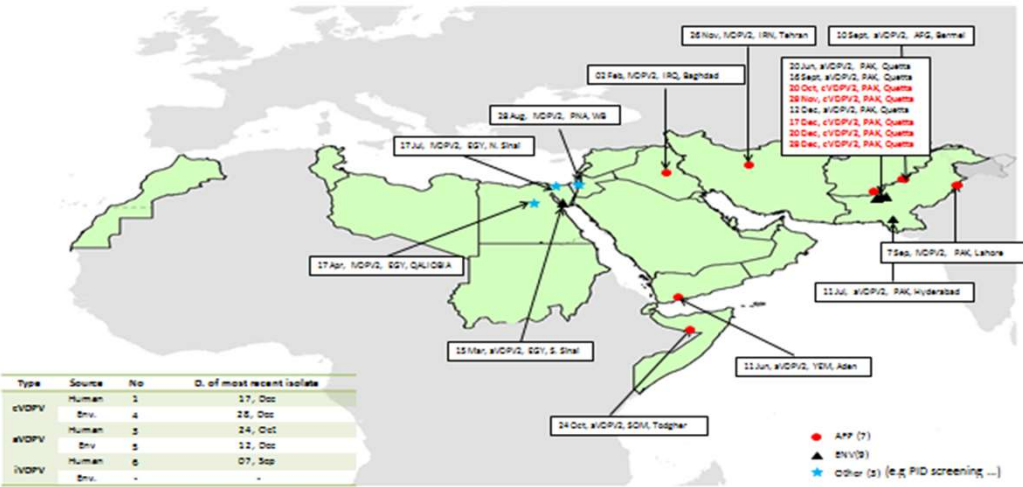 26 Nov, iVDPV2, IRN, Tehran
10 Sept, aVDPV2, AFG, Bermel
02 Feb, iVDPV2, IRQ, Baghdad
20 Jun, aVDPV2, PAK, Quetta
16 Sept, aVDPV2, PAK, Quetta
20 Oct, cVDPV2, PAK, Quetta
28 Nov, cVDPV2, PAK, Quetta
12 Dec, aVDPV2, PAK, Quetta
17 Dec, cVDPV2, PAK, Quetta
20 Dec, cVDPV2, PAK, Quetta
28 Dec, cVDPV2, PAK, Quetta
28 Aug, iVDPV2, PNA, WB
17 Jul, iVDPV2, EGY, N. Sinai
17 Apr, iVDPV2, EGY, QALIOBIA
7 Sep, iVDPV2, PAK, Lahore
11 Jul, aVDPV2, PAK, Hyderabad
15 Mar, aVDPV2, EGY, S. Sinai
11 Jun, aVDPV2, YEM, Aden
24 Oct, aVDPV2, SOM, Todgher
Type Source No D. of most recent isolate
cVDPV Human 1 17, Dec
Env. 4 28, Dec
aVDPV Human 3 24, Oct
Env 5 12, Dec
iVDPV Human 6 07, Sep
Env. - -
AFP (7)
ENV(9)
Other (3) (e.g PID screening ...)